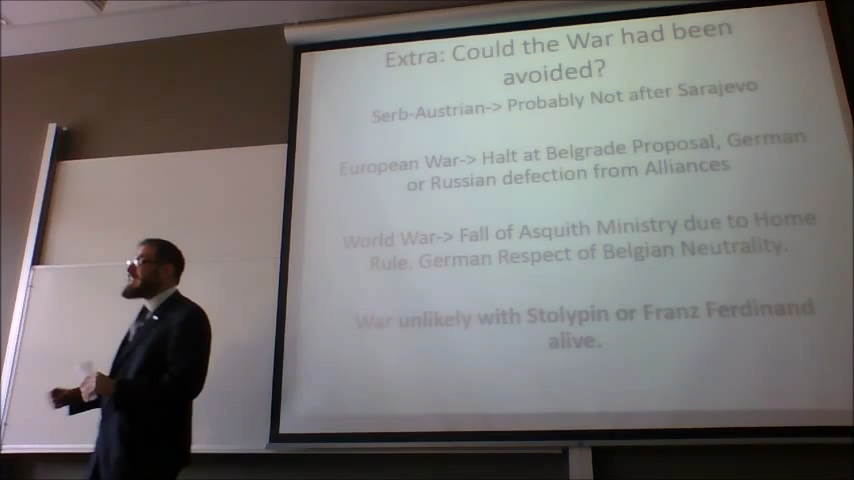 Extra: Could the War had been
avoided?
Serb-Austrian-> Probably Not after Sarajevo
European War-> Halt at Belgrade Proposal, German
or Russian defection from Alliances
World War-> Fall of Asquith Ministry due to Home
Rule. German Respect of Belgian Neutrality.
War unlikely with Stolypin or Franz Ferdinand
alive.